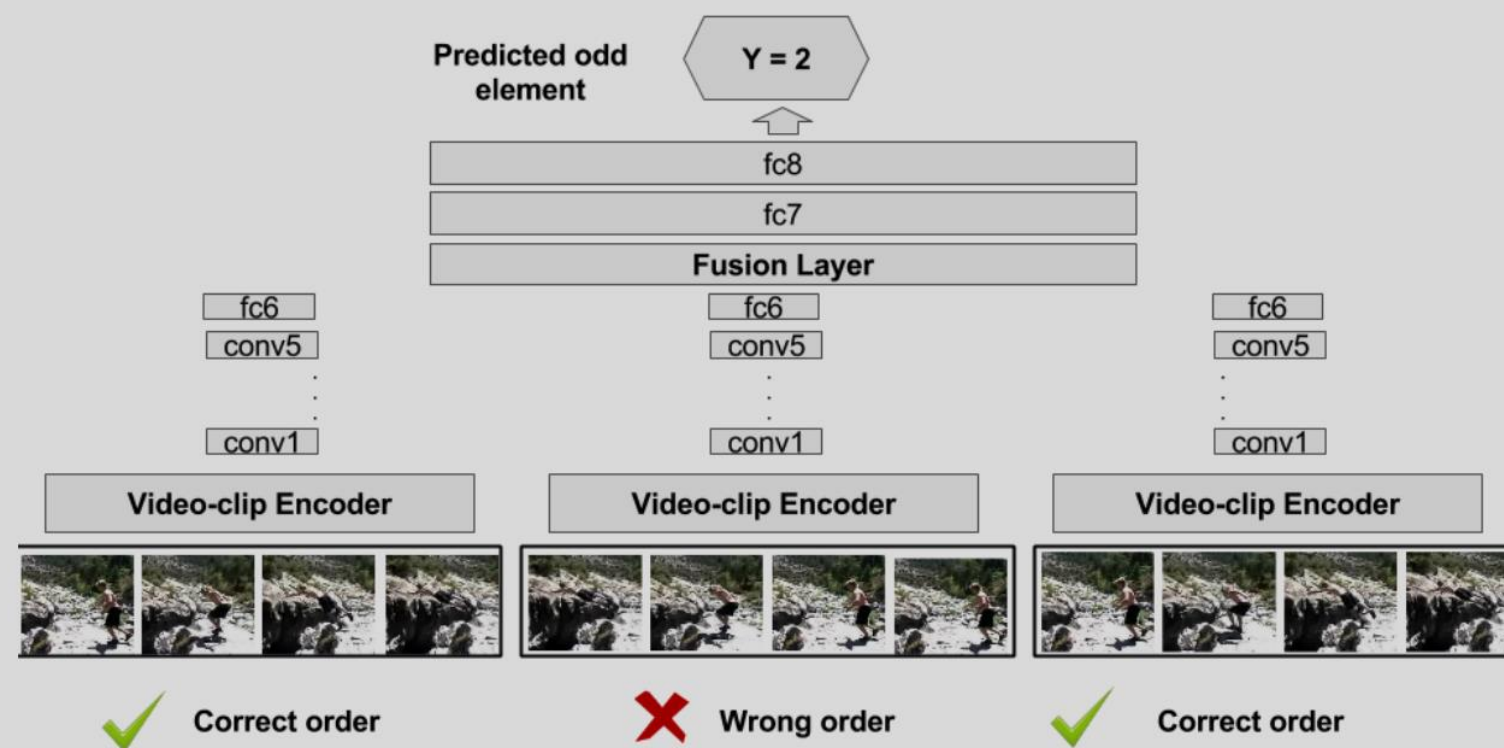 Predicted odd
element
Y = 2
fc8
fc7
Fusion Layer
fc6
fc6
fc6
conv5
conv5
conv5
conv1
conv1
conv1
Video-clip Encoder
Video-clip Encoder
Video-clip Encoder
Correct order
Wrong order
Correct order